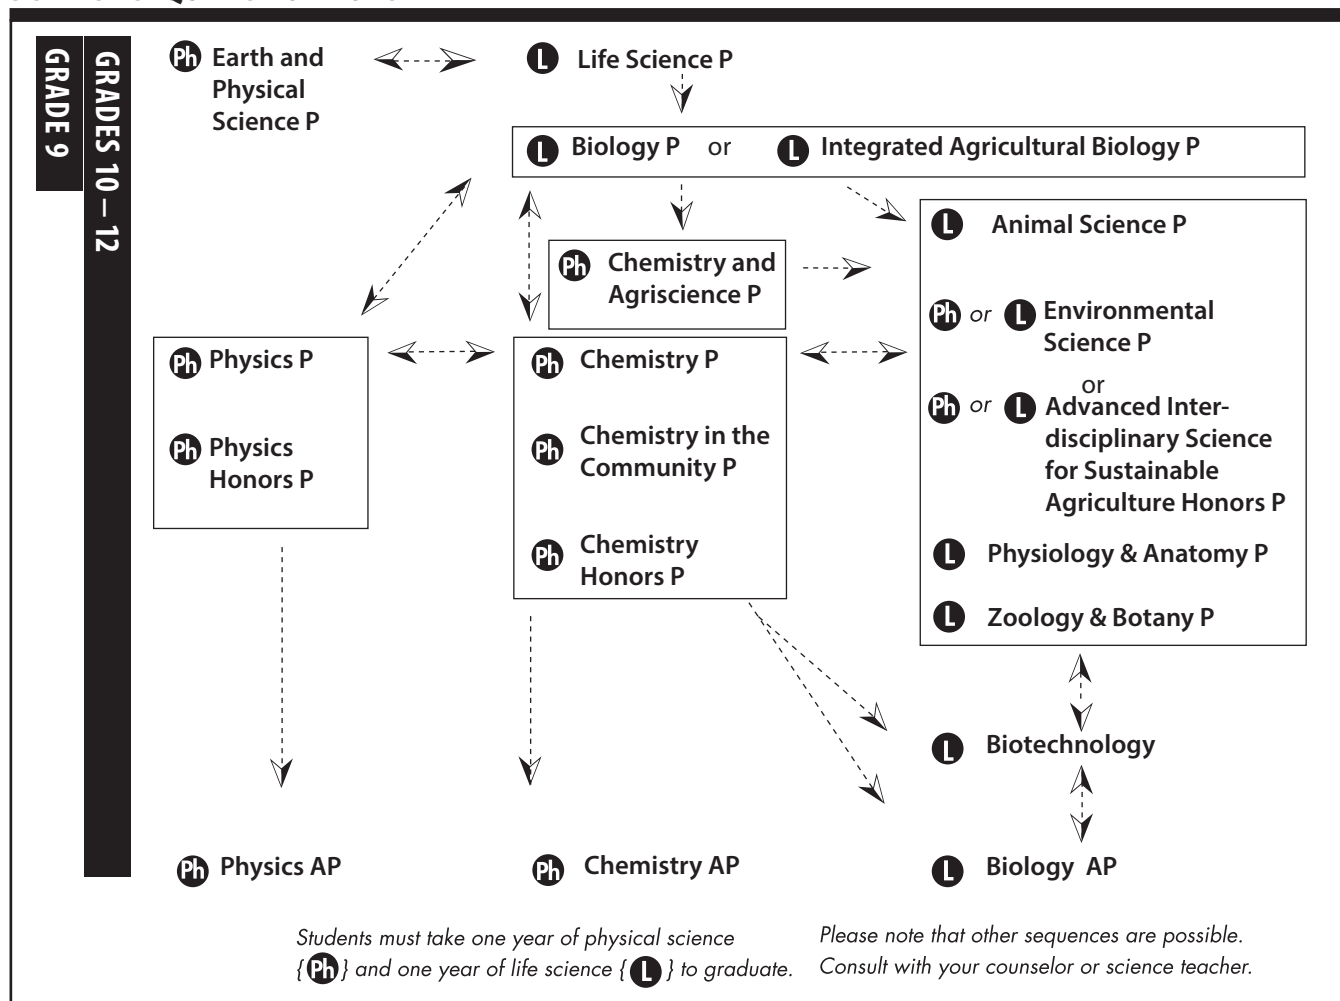 GRADE 9
GRADES 10 – 12
Ph Earth and
Physical
Science P
L Life Science P
L Biology P or L Integrated Agricultural Biology P
Ph Chemistry and
Agriscience P
L Animal Science P
Ph or L Environmental
Science P
or
Ph or L Advanced Inter-
disciplinary Science
for Sustainable
Agriculture Honors P
L Physiology & Anatomy P
L Zoology & Botany P
Ph Physics P
Ph Physics
Honors P
Ph Chemistry P
Ph Chemistry in the
Community P
Ph Chemistry
Honors P
L Biotechnology
Ph Physics AP
Ph Chemistry AP
L Biology AP
Students must take one year of physical science
{Ph} and one year of life science {L} to graduate.
Please note that other sequences are possible.
Consult with your counselor or science teacher.